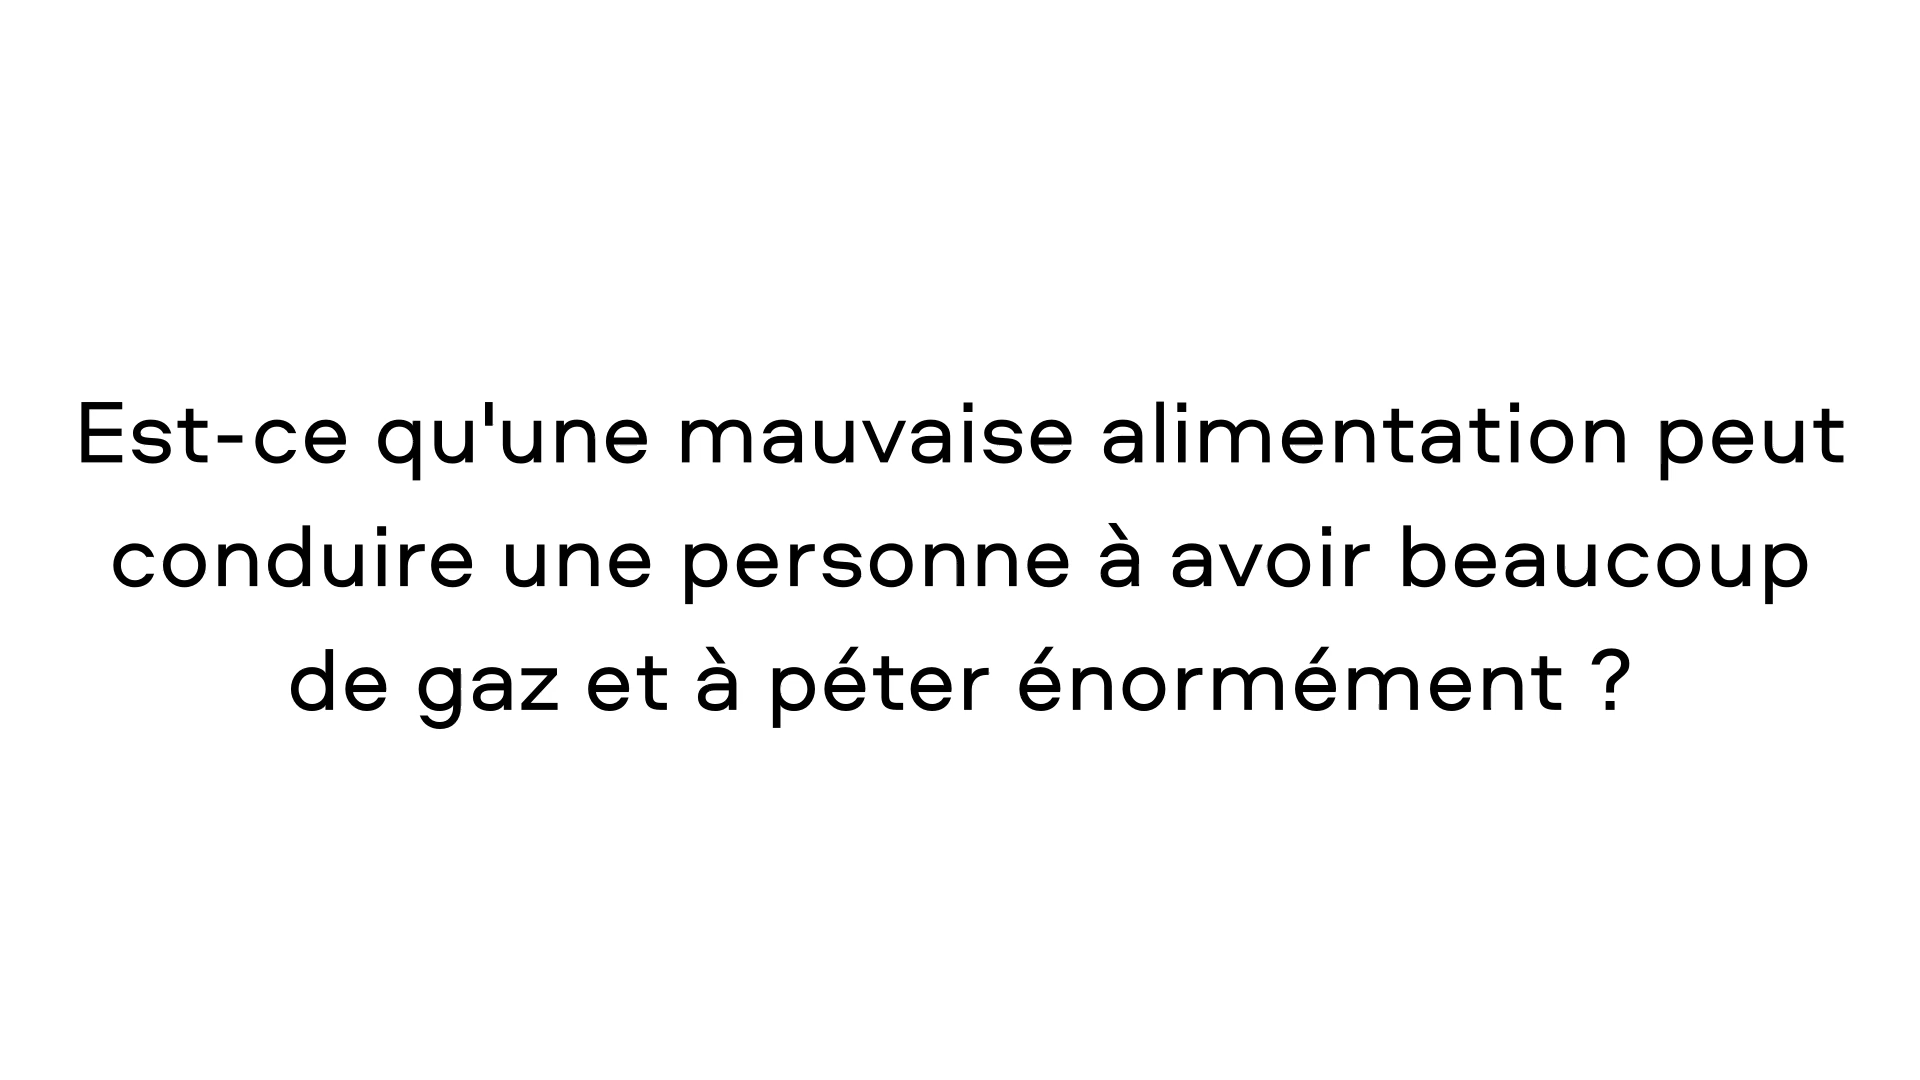 Est-ce qu'une mauvaise alimentation peut
conduire une personne à avoir beaucoup
de gaz et à péter énormément ?